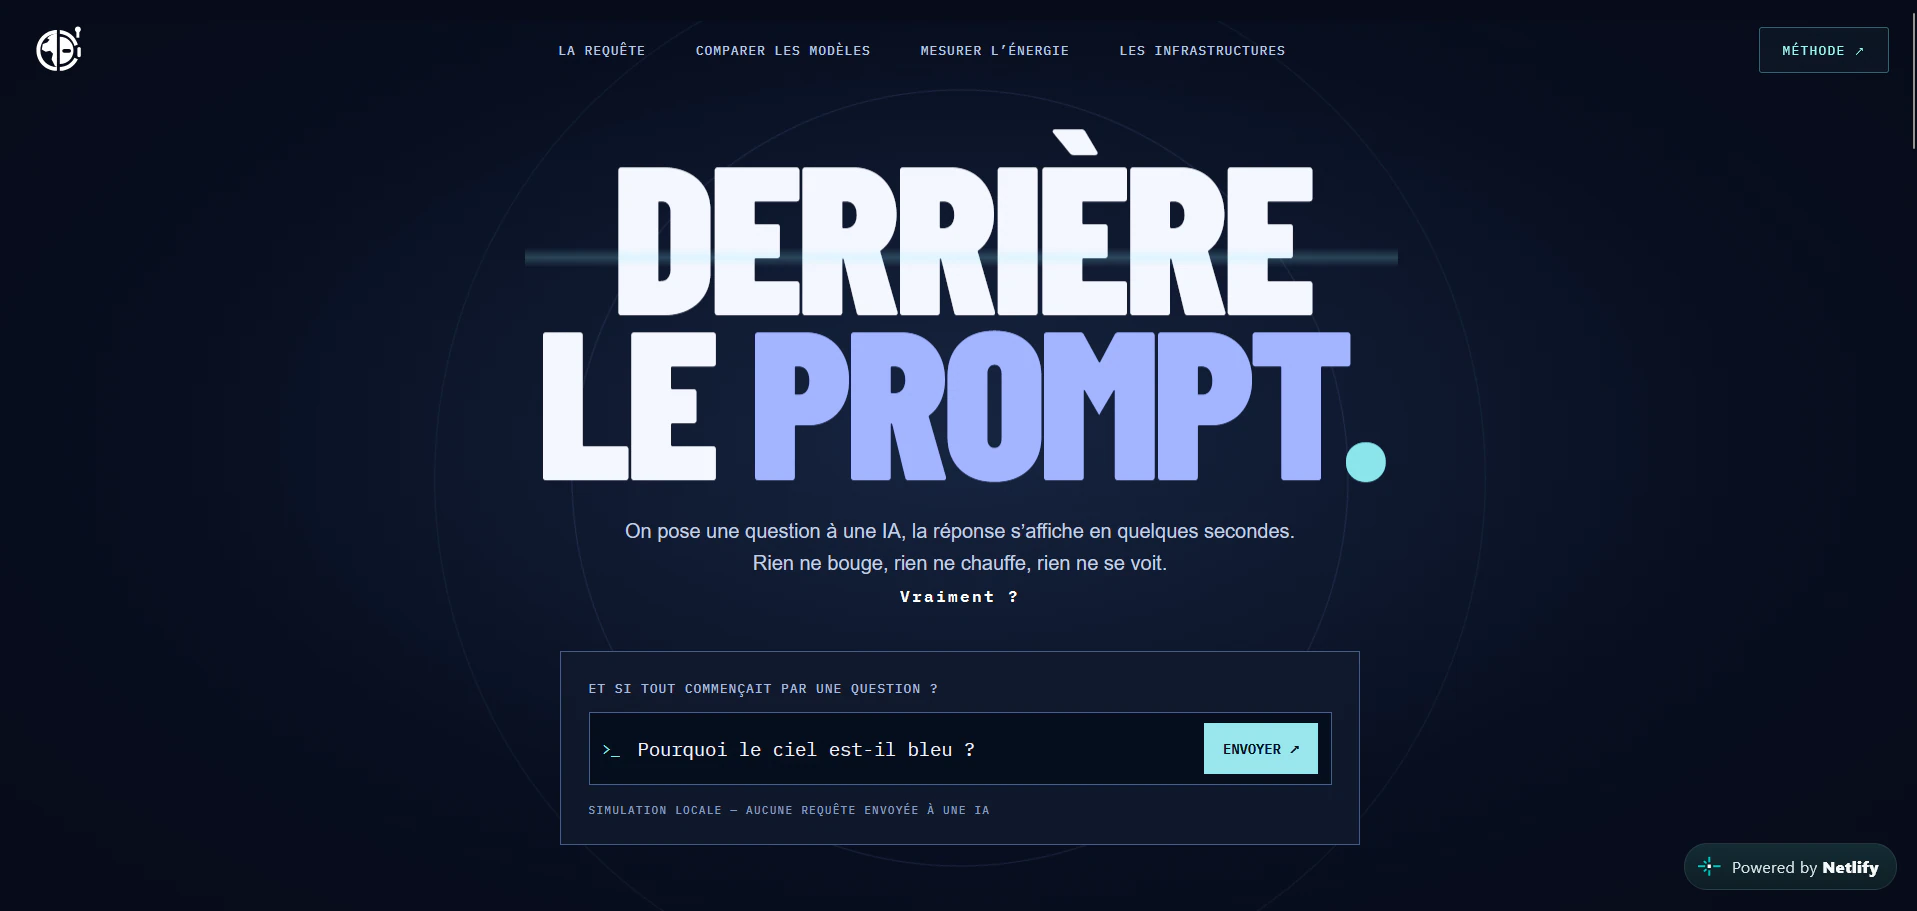 LA REQUÊTE
COMPARER LES MODÈLES
MESURER L’ÉNERGIE
LES INFRASTRUCTURES
MÉTHODE ↗
DERRIÈRE
LE PROMPT.
On pose une question à une IA, la réponse s’affiche en quelques secondes.
Rien ne bouge, rien ne chauffe, rien ne se voit.
Vraiment ?
ET SI TOUT COMMENÇAIT PAR UNE QUESTION ?
>_ Pourquoi le ciel est-il bleu ?
ENVOYER ↗
SIMULATION LOCALE — AUCUNE REQUÊTE ENVOYÉE À UNE IA
Powered by Netlify